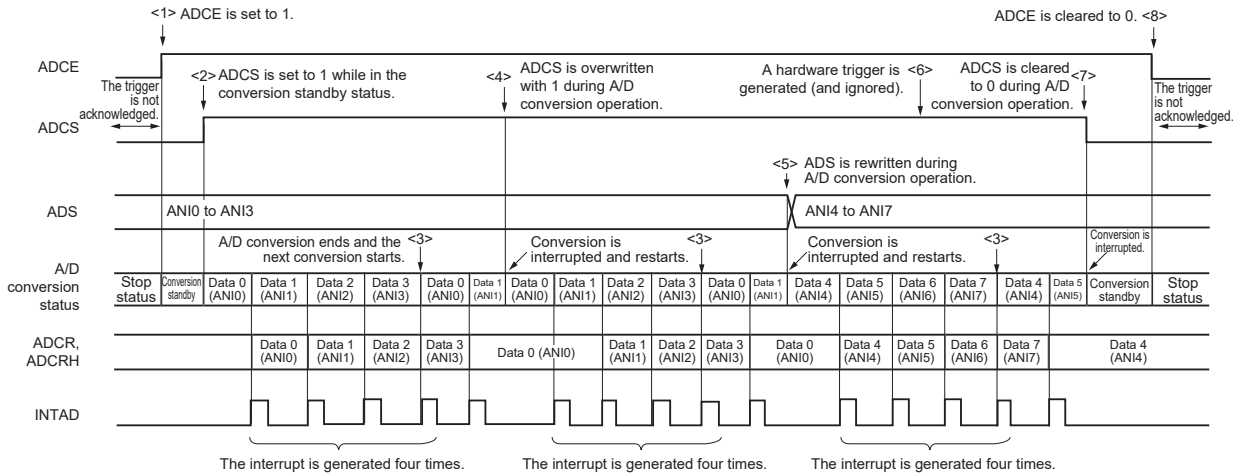 <1> ADCE is set to 1.
ADCE is cleared to 0. <8>
ADCE
The trigger
is not
acknowledged.
<2> ADCS is set to 1 while in the
conversion standby status.
<4> ADCS is overwritten
with 1 during A/D
conversion operation.
A hardware trigger is <6>
generated (and ignored).
ADCS is cleared <7>
to 0 during A/D
conversion operation.
The trigger
is not
acknowledged.
ADCS
<5> ADS is rewritten during
A/D conversion operation.
ADS
ANI0 to ANI3
ANI4 to ANI7
A/D conversion ends and the <3>
next conversion starts.
Conversion is
interrupted and restarts.
<3>
Conversion is
interrupted and restarts.
<3>
Conversion is
interrupted.
A/D
conversion
status
Stop
status
Conversion
standby
Data 0
(ANI0)
Data 1
(ANI1)
Data 2
(ANI2)
Data 3
(ANI3)
Data 0
(ANI0)
Data 1
(ANI1)
Data 0
(ANI0)
Data 1
(ANI1)
Data 2
(ANI2)
Data 3
(ANI3)
Data 0
(ANI0)
Data 1
(ANI1)
Data 4
(ANI4)
Data 5
(ANI5)
Data 6
(ANI6)
Data 7
(ANI7)
Data 4
(ANI4)
Data 5
(ANI5)
Conversion
standby
Stop
status
ADCR,
ADCRH
Data 0
(ANI0)
Data 1
(ANI1)
Data 2
(ANI2)
Data 3
(ANI3)
Data 0 (ANI0)
Data 1
(ANI1)
Data 2
(ANI2)
Data 3
(ANI3)
Data 0
(ANI0)
Data 4
(ANI4)
Data 5
(ANI5)
Data 6
(ANI6)
Data 7
(ANI7)
Data 4
(ANI4)
INTAD
The interrupt is generated four times.
The interrupt is generated four times.
The interrupt is generated four times.